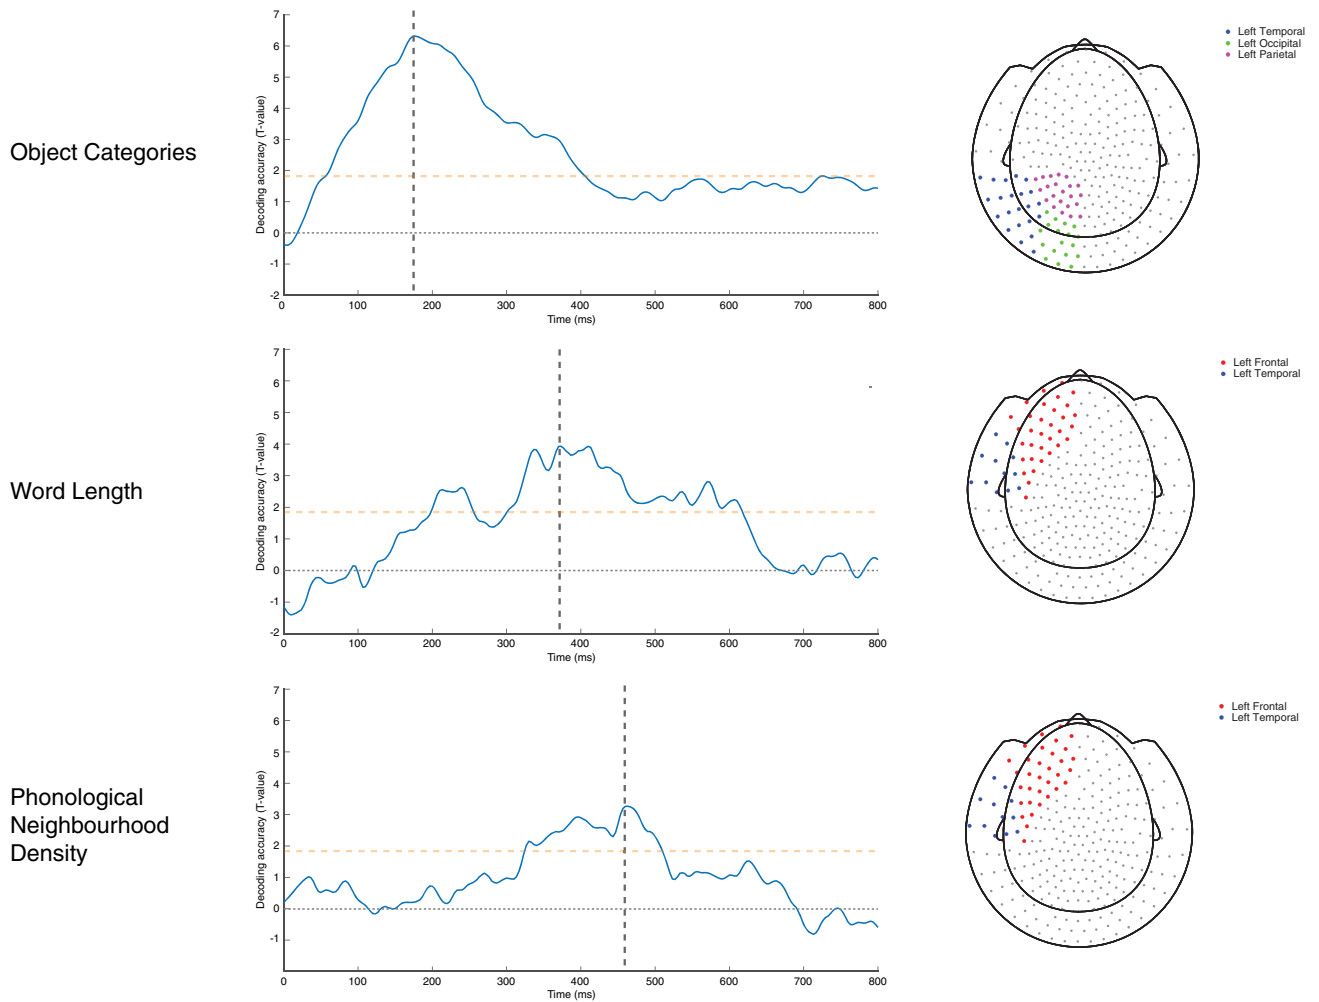 Object Categories
Decoding accuracy (T-value)
7
6
5
4
3
2
1
0
-1
-2
0 100 200 300 400 500 600 700 800
Time (ms)
Left Temporal
Left Occipital
Left Parietal
Word Length
Decoding accuracy (T-value)
7
6
5
4
3
2
1
0
-1
-2
0 100 200 300 400 500 600 700 800
Time (ms)
Left Frontal
Left Temporal
Phonological
Neighbourhood
Density
Decoding accuracy (T-value)
7
6
5
4
3
2
1
0
-1
0 100 200 300 400 500 600 700 800
Time (ms)
Left Frontal
Left Temporal